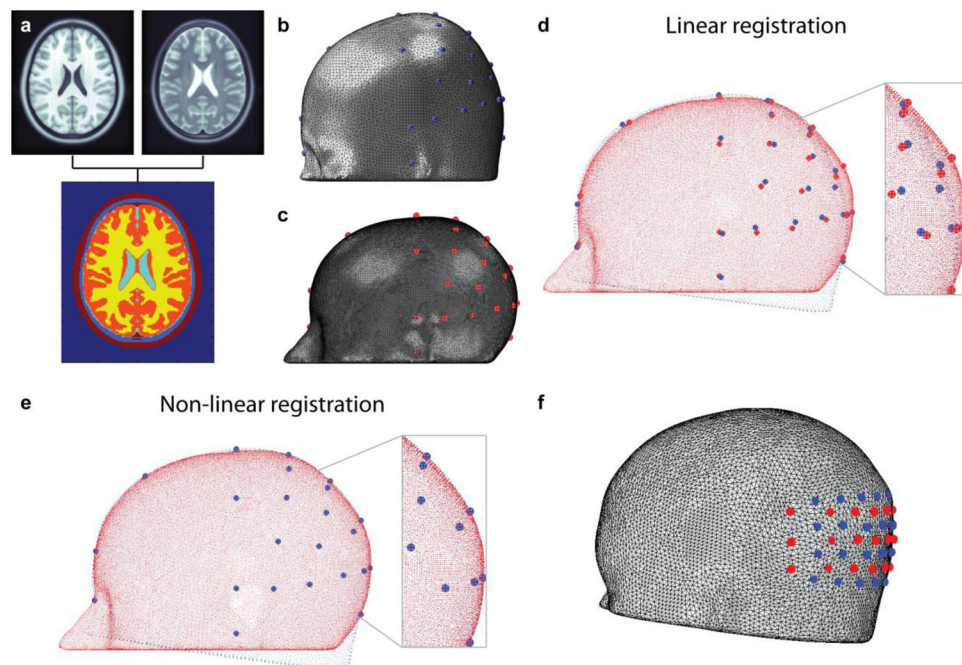 a
b
c
d
Linear registration
e
Non-linear registration
f